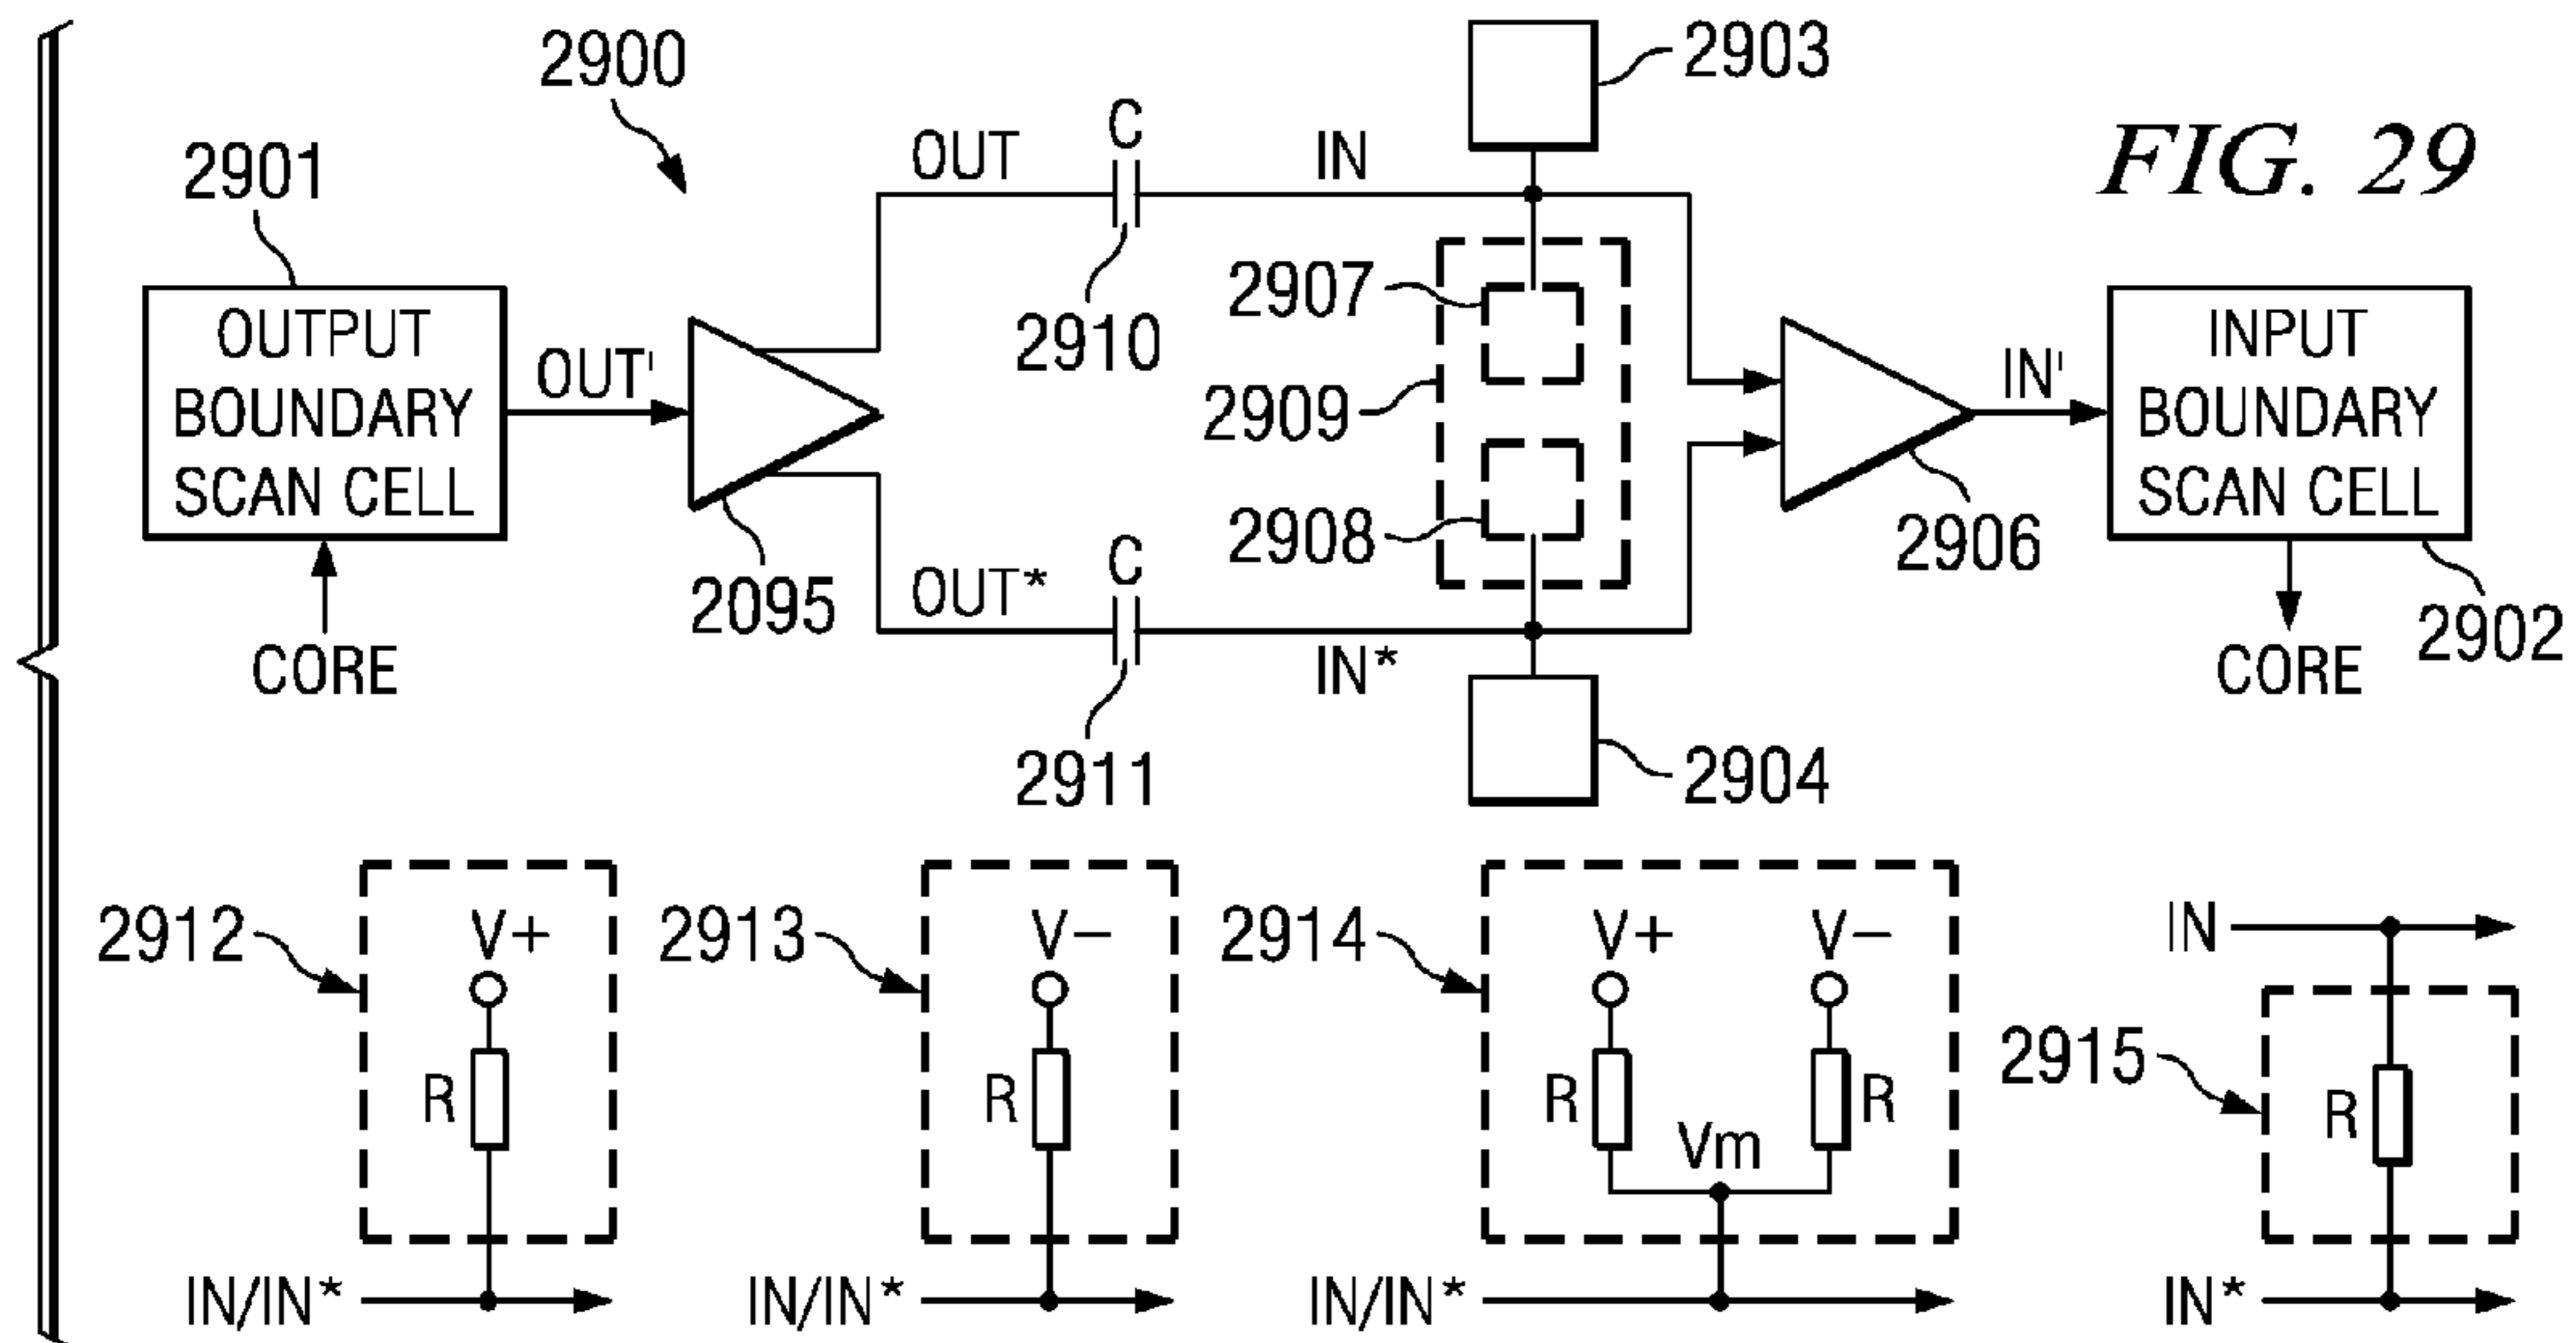 FIG. 29
2900
2903
2901
OUT
C
IN
OUTPUT
BOUNDARY
SCAN CELL
OUT'
2910
2907
2909
2908
2906
IN'
INPUT
BOUNDARY
SCAN CELL
2095
OUT*
C
IN*
2902
CORE
CORE
2911
2904
2912
V+
R
IN/IN*
2913
V−
R
IN/IN*
2914
V+
V−
R
R
Vm
IN/IN*
2915
IN
R
IN*